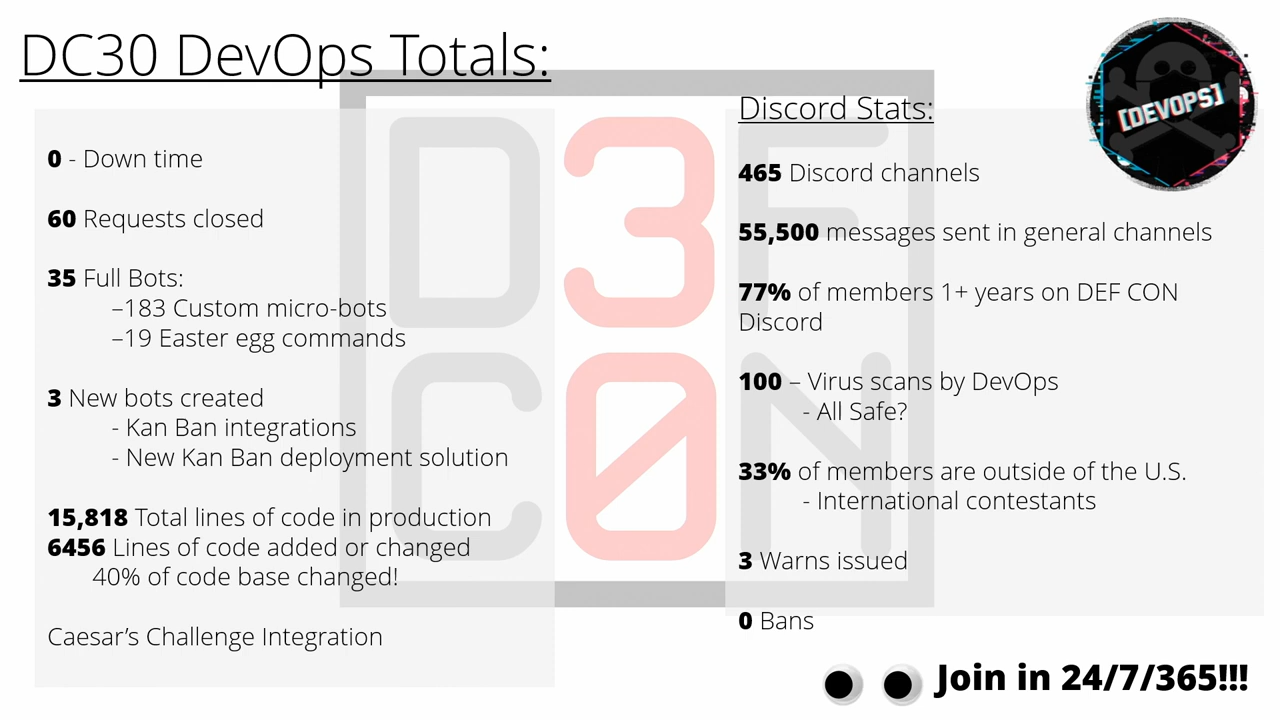 DC30 DevOps Totals:
0 - Down time
60 Requests closed
35 Full Bots:
–183 Custom micro-bots
–19 Easter egg commands
3 New bots created
- Kan Ban integrations
- New Kan Ban deployment solution
15,818 Total lines of code in production
6456 Lines of code added or changed
40% of code base changed!
Caesar’s Challenge Integration
D3F
C0N
Discord Stats:
465 Discord channels
55,500 messages sent in general channels
77% of members 1+ years on DEF CON
Discord
100 – Virus scans by DevOps
- All Safe?
33% of members are outside of the U.S.
- International contestants
3 Warns issued
0 Bans
[DEVOPS]
Join in 24/7/365!!!